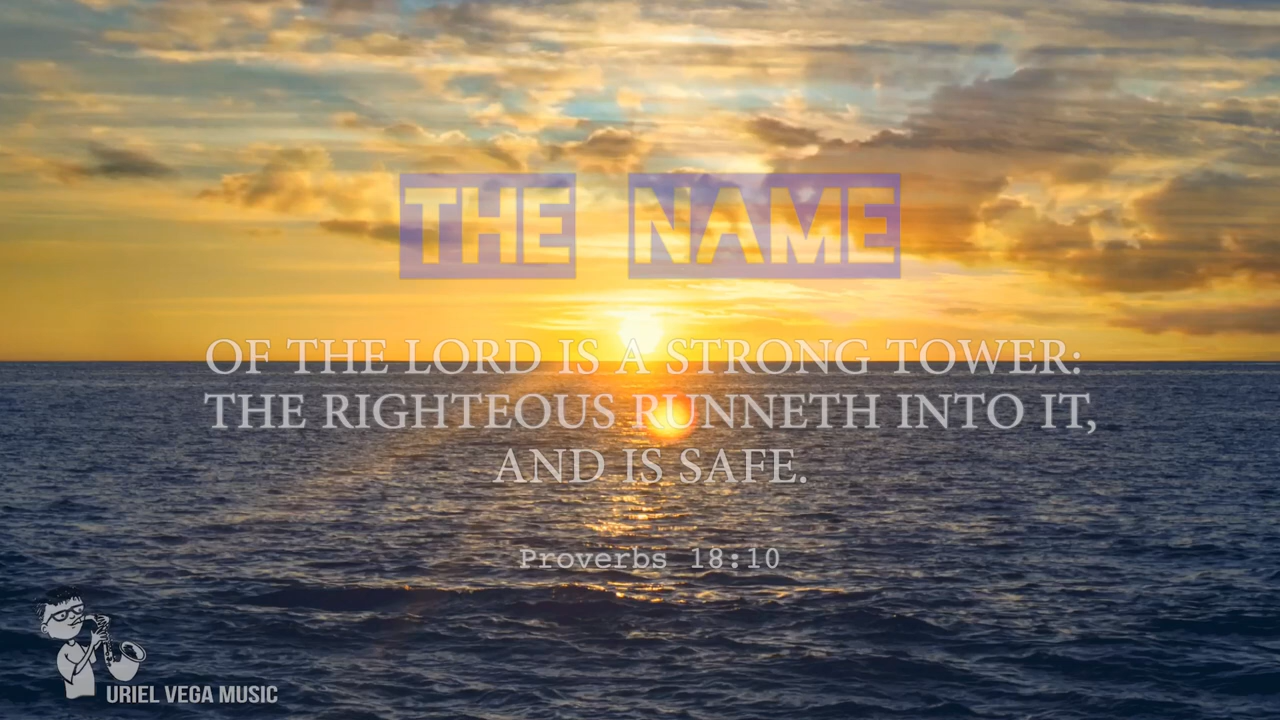 THE NAME
OF THE LORD IS A STRONG TOWER:
THE RIGHTEOUS RUNNETH INTO IT,
AND IS SAFE.
Proverbs 18:10
URIEL VEGA MUSIC